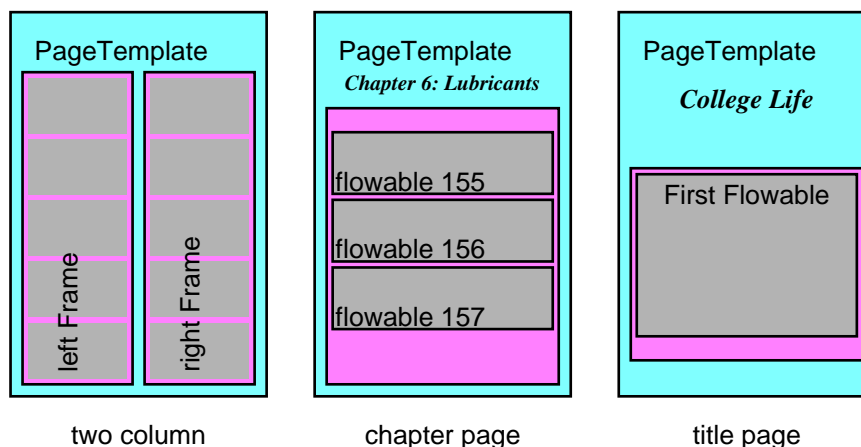 PageTemplate
left Frame
right Frame
two column
PageTemplate
Chapter 6: Lubricants
flowable 155
flowable 156
flowable 157
chapter page
PageTemplate
College Life
First Flowable
title page